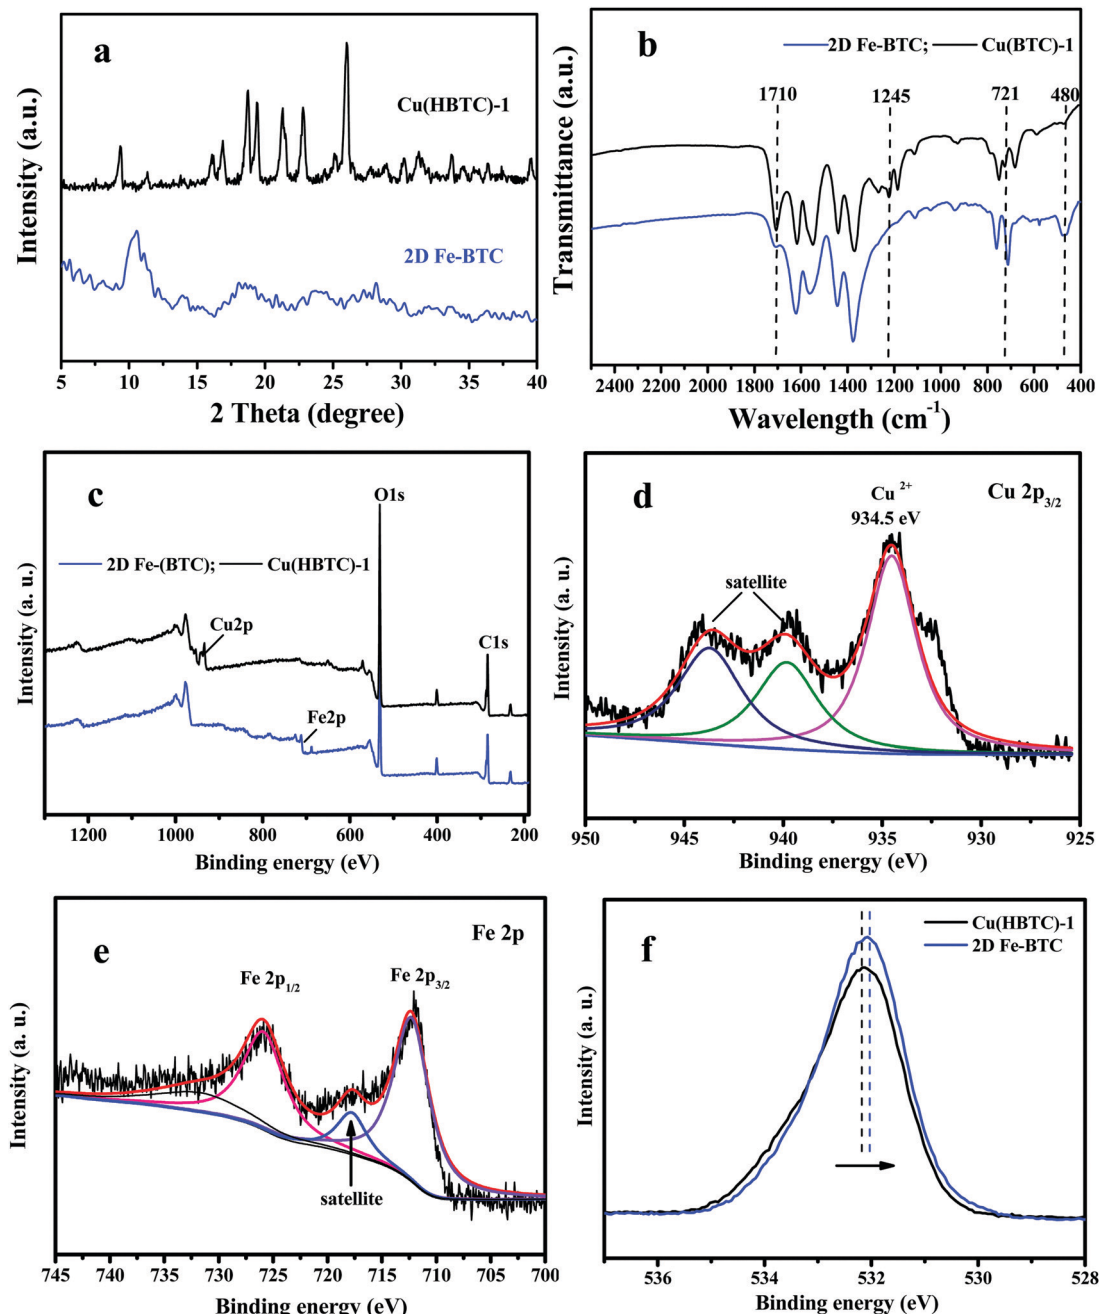 a
Cu(HBTC)-1
2D Fe-BTC
Intensity (a.u.)
5 10 15 20 25 30 35 40
2 Theta (degree)
b
2D Fe-BTC; Cu(BTC)-1
1710 1245 721 480
Transmittance (a.u.)
2400 2200 2000 1800 1600 1400 1200 1000 800 600 400
Wavelength (cm⁻¹)
c
O1s
2D Fe-(BTC); Cu(HBTC)-1
Cu2p
C1s
Fe2p
Intensity (a. u.)
1200 1000 800 600 400 200
Binding energy (eV)
d
Cu ²⁺
934.5 eV
Cu 2p₃/₂
satellite
Intensity (a. u.)
950 945 940 935 930 925
Binding energy (eV)
e
Fe 2p
Fe 2p₁/₂
Fe 2p₃/₂
satellite
Intensity (a. u.)
745 740 735 730 725 720 715 710 705 700
Binding energy (eV)
f
Cu(HBTC)-1
2D Fe-BTC
Intensity (a. u.)
536 534 532 530 528
Binding energy (eV)